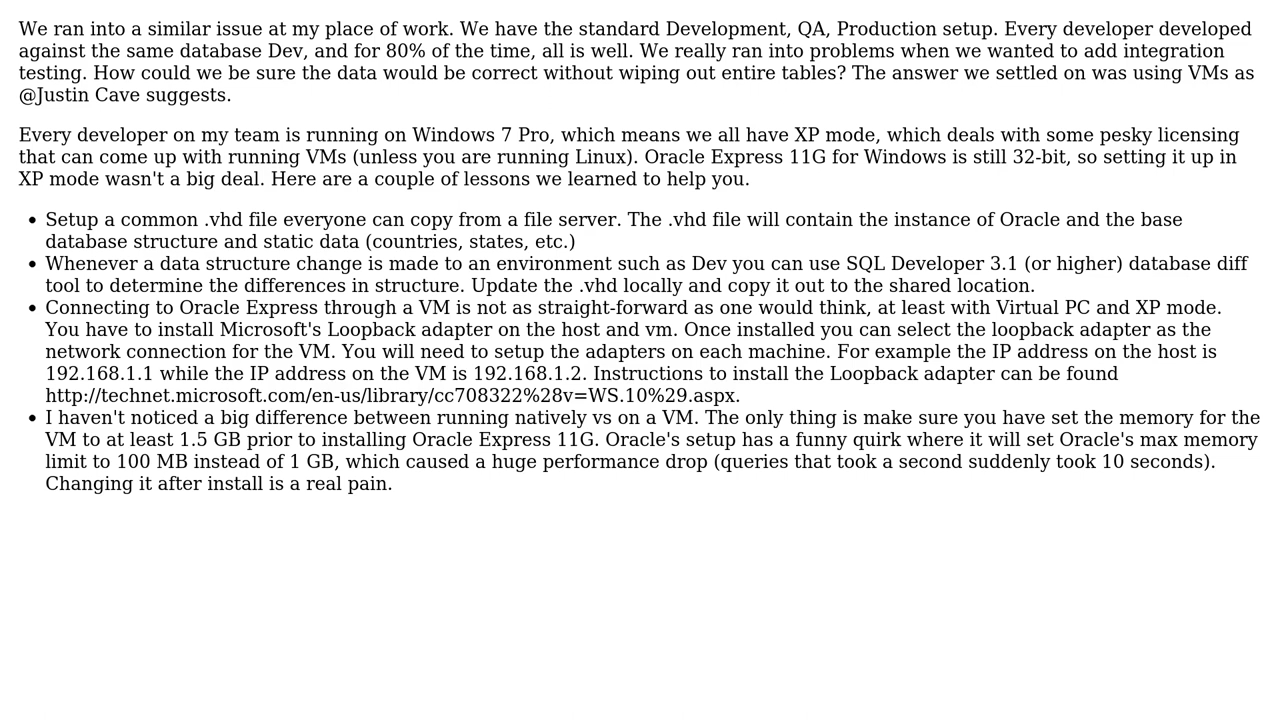 We ran into a similar issue at my place of work. We have the standard Development, QA, Production setup. Every developer developed
against the same database Dev, and for 80% of the time, all is well. We really ran into problems when we wanted to add integration
testing. How could we be sure the data would be correct without wiping out entire tables? The answer we settled on was using VMs as
@Justin Cave suggests.
Every developer on my team is running on Windows 7 Pro, which means we all have XP mode, which deals with some pesky licensing
that can come up with running VMs (unless you are running Linux). Oracle Express 11G for Windows is still 32-bit, so setting it up in
XP mode wasn't a big deal. Here are a couple of lessons we learned to help you.
• Setup a common .vhd file everyone can copy from a file server. The .vhd file will contain the instance of Oracle and the base
database structure and static data (countries, states, etc.)
• Whenever a data structure change is made to an environment such as Dev you can use SQL Developer 3.1 (or higher) database diff
tool to determine the differences in structure. Update the .vhd locally and copy it out to the shared location.
• Connecting to Oracle Express through a VM is not as straight-forward as one would think, at least with Virtual PC and XP mode.
You have to install Microsoft's Loopback adapter on the host and vm. Once installed you can select the loopback adapter as the
network connection for the VM. You will need to setup the adapters on each machine. For example the IP address on the host is
192.168.1.1 while the IP address on the VM is 192.168.1.2. Instructions to install the Loopback adapter can be found
http://technet.microsoft.com/en-us/library/cc708322%28v=WS.10%29.aspx.
• I haven't noticed a big difference between running natively vs on a VM. The only thing is make sure you have set the memory for the
VM to at least 1.5 GB prior to installing Oracle Express 11G. Oracle's setup has a funny quirk where it will set Oracle's max memory
limit to 100 MB instead of 1 GB, which caused a huge performance drop (queries that took a second suddenly took 10 seconds).
Changing it after install is a real pain.